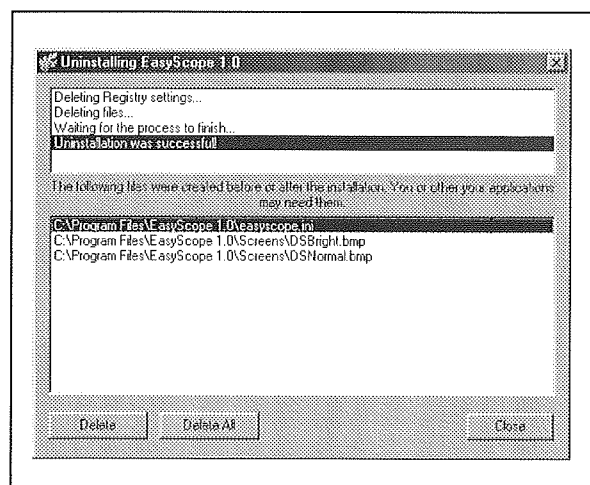 Uninstalling EasyScope 1.0
Deleting Registry settings...
Deleting files...
Waiting for the process to finish...
Uninstallation was successful!
The following files were created before or after the installation. You or other your applications
may need them.
C:\Program Files\EasyScope 1.0\easyscope.ini
C:\Program Files\EasyScope 1.0\Screens\DSBright.bmp
C:\Program Files\EasyScope 1.0\Screens\DSNormal.bmp
Delete
Delete All
Close